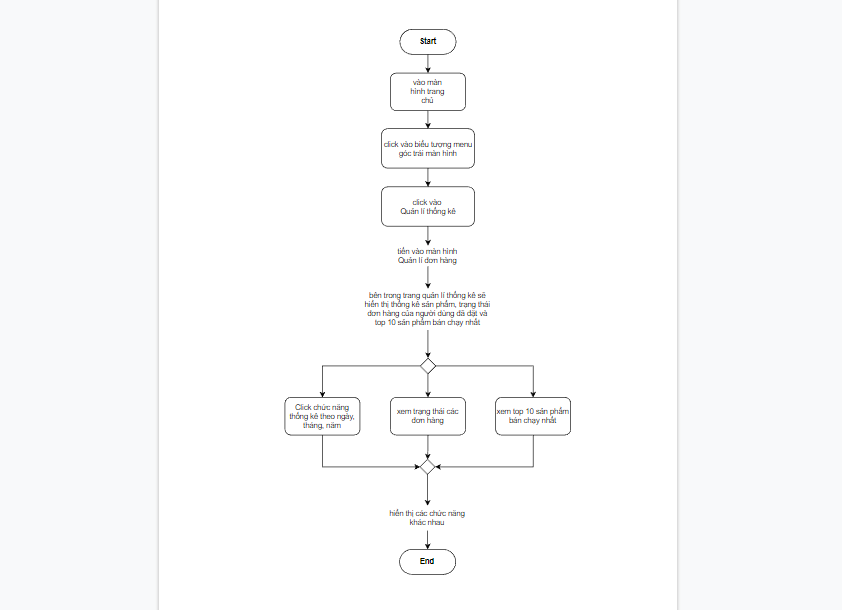 Start
vào màn
hình trang
chủ
click vào biểu tượng menu
góc trái màn hình
click vào
Quản lí thống kê
tiến vào màn hình
Quản lí đơn hàng
bên trong trang quản lí thống kê sẽ
hiển thị thống kê sản phẩm, trạng thái
đơn hàng của người dùng đã đặt và
top 10 sản phẩm bán chạy nhất
Click chức năng
thống kê theo ngày,
tháng, năm
xem trạng thái các
đơn hàng
xem top 10 sản phẩm
bán chạy nhất
hiển thị các chức năng
khác nhau
End